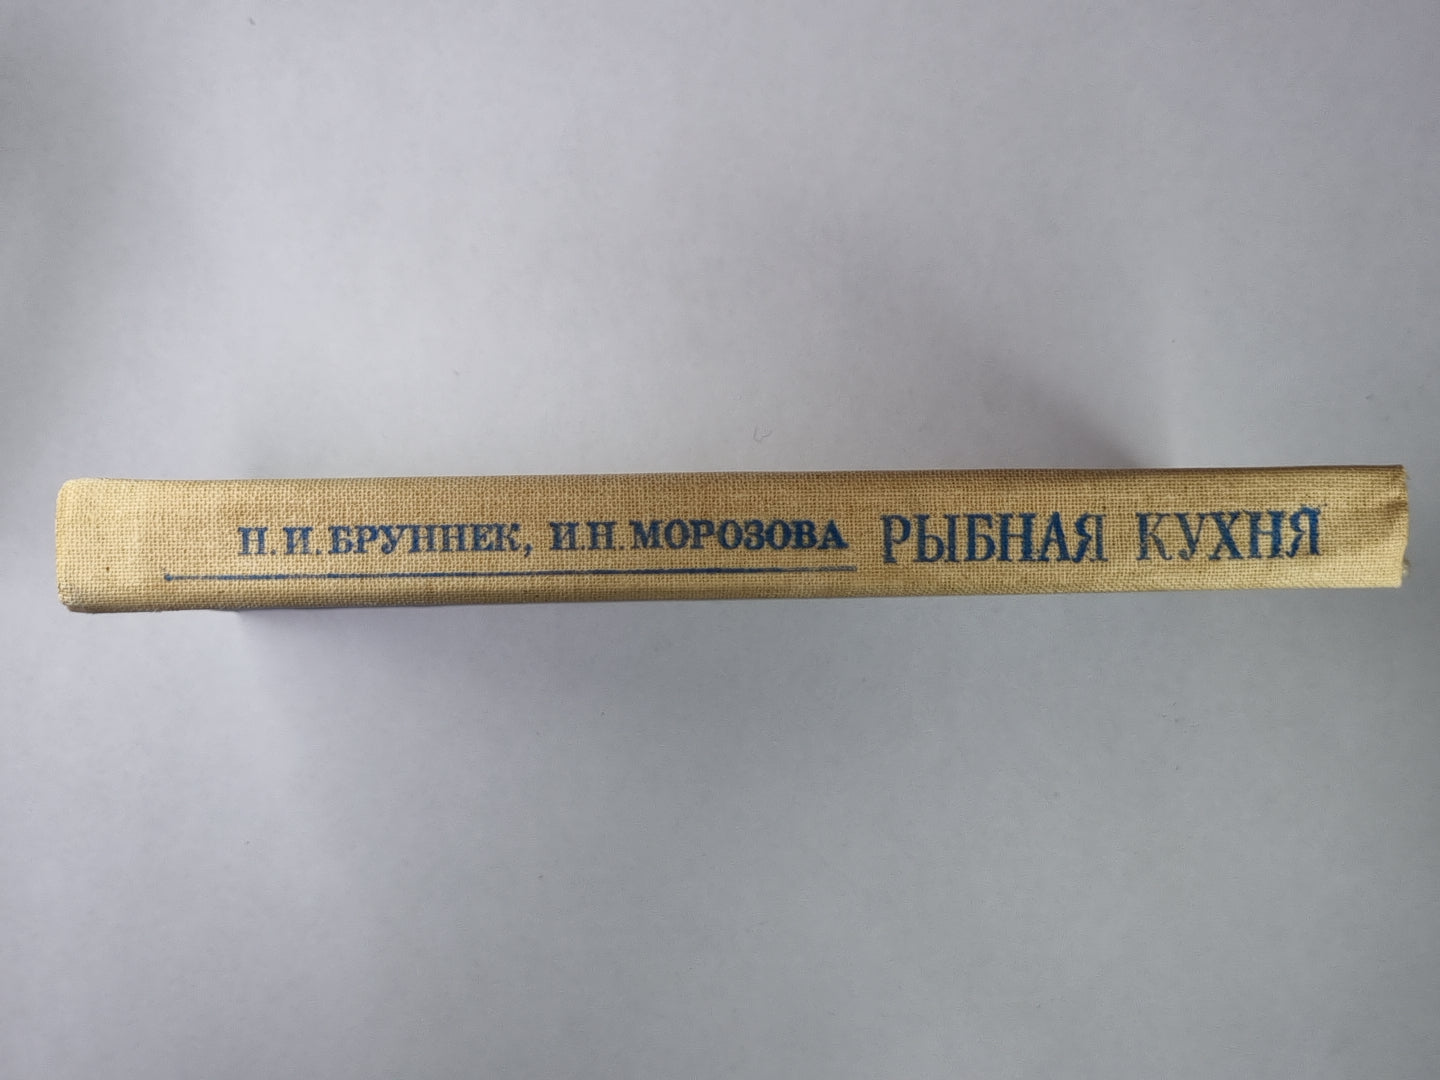 Н. И. БРУННЕК, И. Н. МОРОЗОВА РЫБНАЯ КУХНЯ